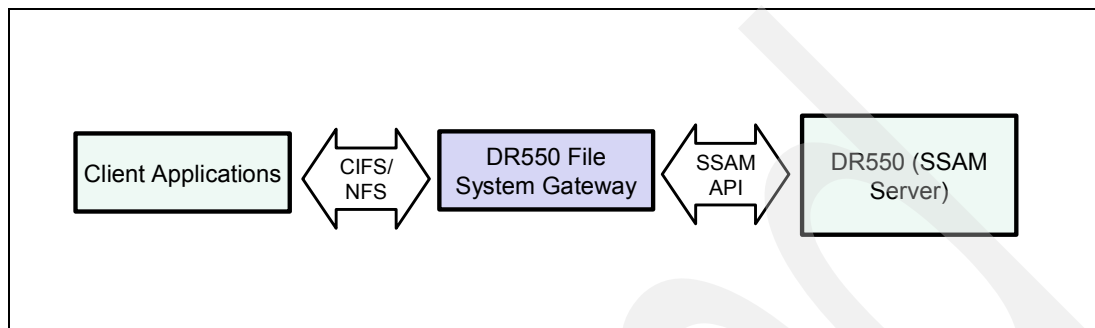 Client Applications
CIFS/
NFS
DR550 File
System Gateway
SSAM
API
DR550 (SSAM
Server)